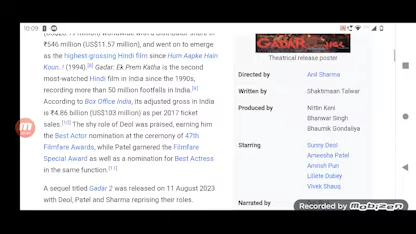 10:09
₹546 million (US$11.57 million), and went on to emerge
as the highest-grossing Hindi film since Hum Aapke Hain
Koun..! (1994).[8] Gadar: Ek Prem Katha is the second
most-watched Hindi film in India since the 1990s,
recording more than 50 million footfalls in India.[9]
According to Box Office India, its adjusted gross in India
is ₹4.86 billion (US$103 million) as per 2017 ticket
sales.[10] The shy role of Deol was praised, earning him
the Best Actor nomination at the ceremony of 47th
Filmfare Awards, while Patel garnered the Filmfare
Special Award as well as a nomination for Best Actress
in the same function.[11]
A sequel titled Gadar 2 was released on 11 August 2023
with Deol, Patel and Sharma reprising their roles.
GADAR
Theatrical release poster
Directed by Anil Sharma
Written by Shaktimaan Talwar
Produced by Nittin Keni
Bhanwar Singh
Bhaumik Gondaliya
Starring Sunny Deol
Ameesha Patel
Amrish Puri
Lillete Dubey
Vivek Shauq
Narrated by
Recorded by
Mobizen